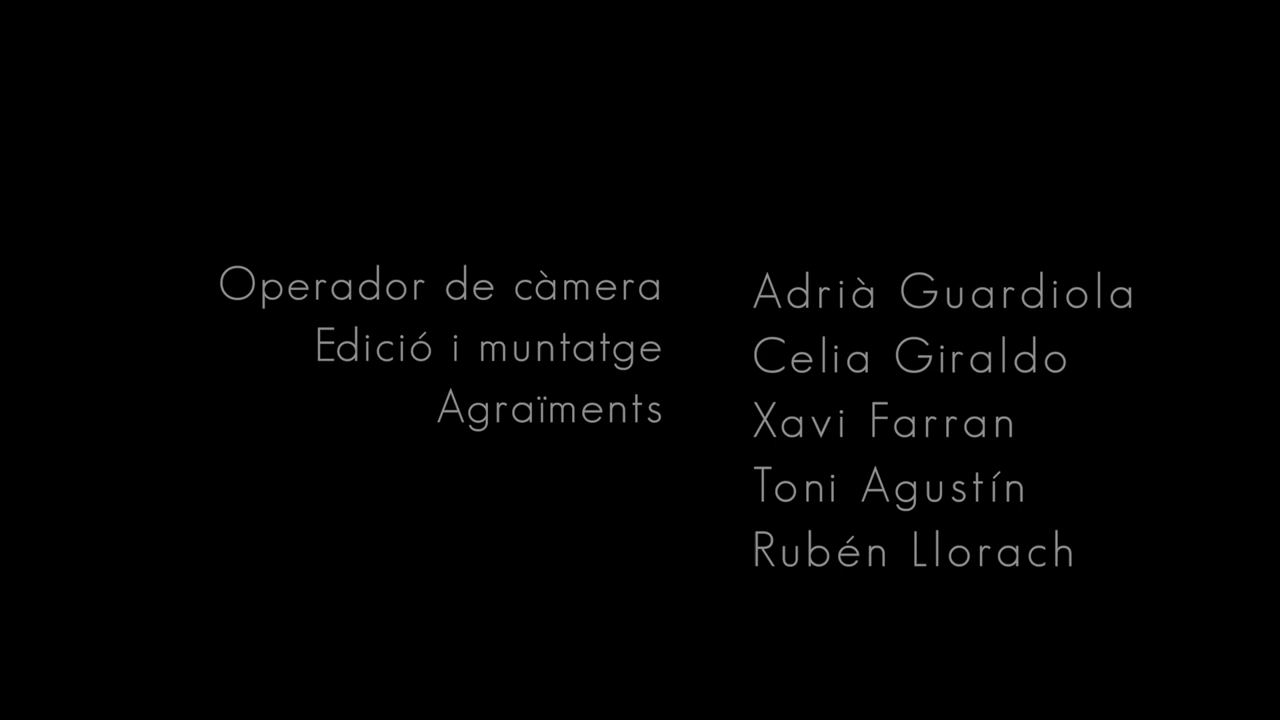 Operador de càmera
Edició i muntatge
Agraïments
Adrià Guardiola
Celia Giraldo
Xavi Farran
Toni Agustín
Rubén Llorach